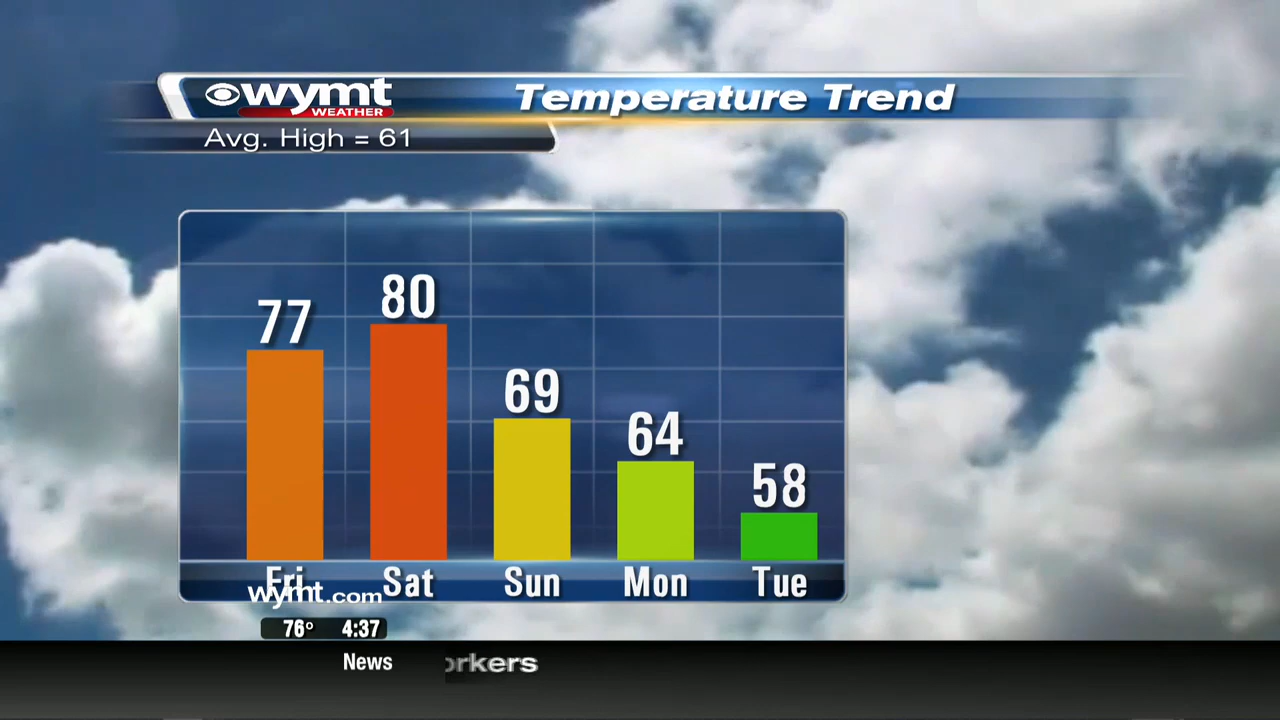 wymt Temperature Trend
WEATHER
Avg. High = 61
77 80 69 64 58
Fri Sat Sun Mon Tue
wymt.com
76° 4:37
News